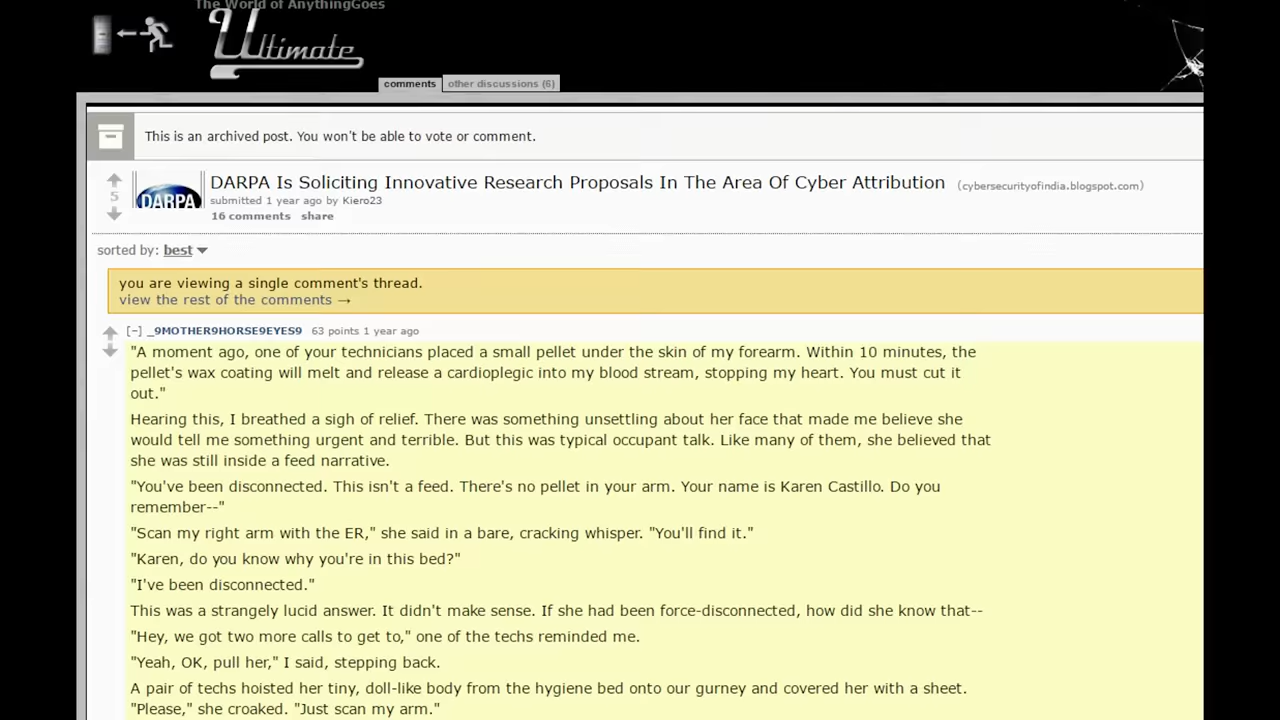 The World of AnythingGoes
Ultimate
comments other discussions (6)
This is an archived post. You won't be able to vote or comment.
5
DARPA
DARPA Is Soliciting Innovative Research Proposals In The Area Of Cyber Attribution (cybersecurityofindia.blogspot.com)
submitted 1 year ago by Kiero23
16 comments share
sorted by: best
you are viewing a single comment's thread.
view the rest of the comments →
[–] _9MOTHER9HORSE9EYES9 63 points 1 year ago
"A moment ago, one of your technicians placed a small pellet under the skin of my forearm. Within 10 minutes, the
pellet's wax coating will melt and release a cardioplegic into my blood stream, stopping my heart. You must cut it
out."
Hearing this, I breathed a sigh of relief. There was something unsettling about her face that made me believe she
would tell me something urgent and terrible. But this was typical occupant talk. Like many of them, she believed that
she was still inside a feed narrative.
"You've been disconnected. This isn't a feed. There's no pellet in your arm. Your name is Karen Castillo. Do you
remember--"
"Scan my right arm with the ER," she said in a bare, cracking whisper. "You'll find it."
"Karen, do you know why you're in this bed?"
"I've been disconnected."
This was a strangely lucid answer. It didn't make sense. If she had been force-disconnected, how did she know that--
"Hey, we got two more calls to get to," one of the techs reminded me.
"Yeah, OK, pull her," I said, stepping back.
A pair of techs hoisted her tiny, doll-like body from the hygiene bed onto our gurney and covered her with a sheet.
"Please," she croaked. "Just scan my arm."